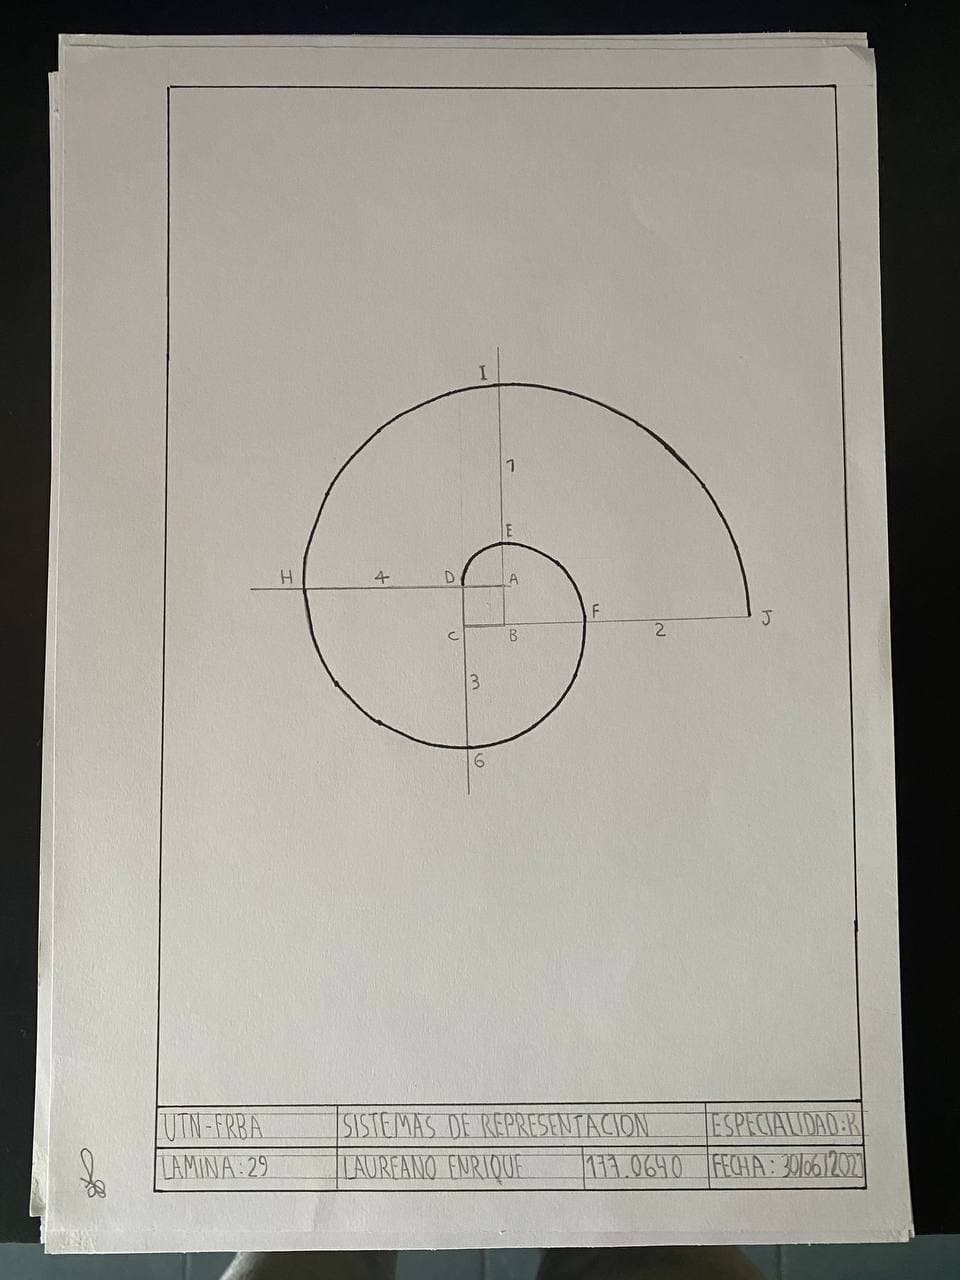 I
1
E
H 4 D A
F
C B 2 J
3
6
UTN-FRBA SISTEMAS DE REPRESENTACION ESPECIALIDAD:K
LAMINA:29 LAUREANO ENRIQUE 177.0640 FECHA: 30/06/202